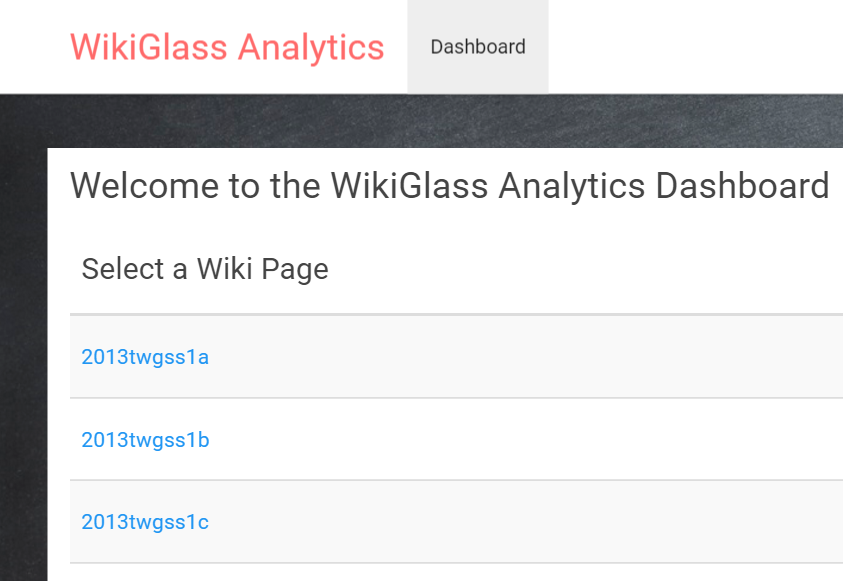 WikiGlass Analytics
Dashboard
Welcome to the WikiGlass Analytics Dashboard
Select a Wiki Page
2013twgss1a
2013twgss1b
2013twgss1c